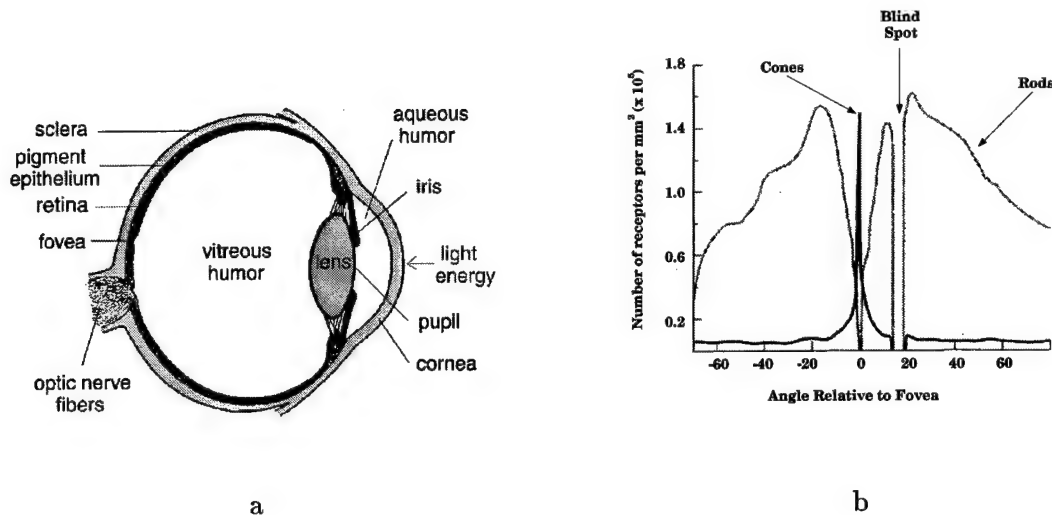 sclera
pigment
epithelium
retina
fovea
optic nerve
fibers
vitreous
humor
lens
aqueous
humor
iris
light
energy
pupil
cornea
a
Blind
Spot
Cones
Rods
Number of receptors per mm² (x 10⁵)
1.8
1.4
1.0
0.6
0.2
-60 -40 -20 0 20 40 60
Angle Relative to Fovea
b